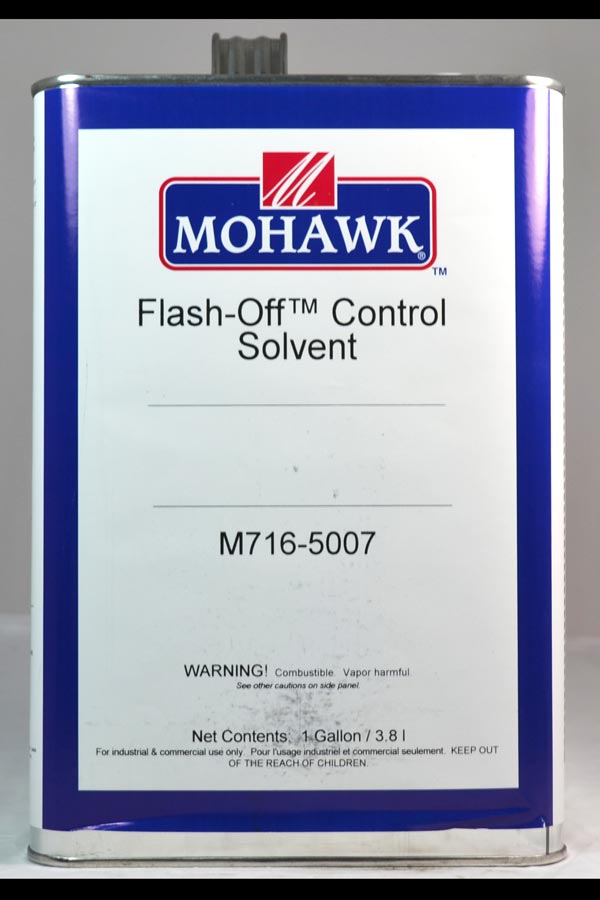 MOHAWK®
TM
Flash-Off™ Control
Solvent
M716-5007
WARNING! Combustible. Vapor harmful.
See other cautions on side panel.
Net Contents: 1 Gallon / 3.8 l
For industrial & commercial use only. Pour l'usage industriel et commercial seulement. KEEP OUT
OF THE REACH OF CHILDREN.